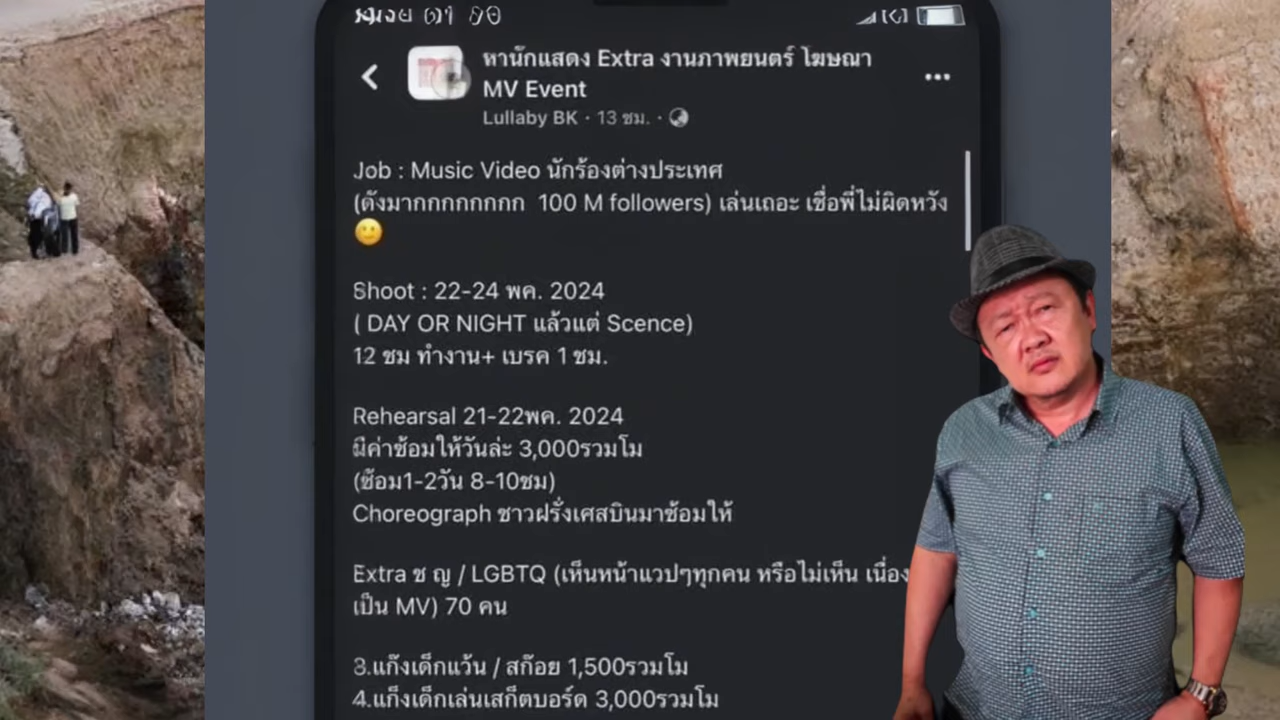 หานักแสดง Extra งานภาพยนตร์ โฆษณา
MV Event
Lullaby BK · 13 ชม. ·
Job : Music Video นักร้องต่างประเทศ
(ดังมากกกกกกกกก 100 M followers) เล่นเถอะ เชื่อพี่ไม่ผิดหวัง
🙂
Shoot : 22-24 พค. 2024
( DAY OR NIGHT แล้วแต่ Scence)
12 ชม ทำงาน+ เบรค 1 ชม.
Rehearsal 21-22พค. 2024
มีค่าซ้อมให้วันล่ะ 3,000รวมโม
(ซ้อม1-2วัน 8-10ชม)
Choreograph ชาวฝรั่งเศสบินมาซ้อมให้
Extra ช ญ / LGBTQ (เห็นหน้าแวปๆทุกคน หรือไม่เห็น เนื่อง
เป็น MV) 70 คน
3.แก๊งเด็กแว้น / สก๊อย 1,500รวมโม
4.แก็งเด็กเล่นเสก็ตบอร์ด 3,000รวมโม